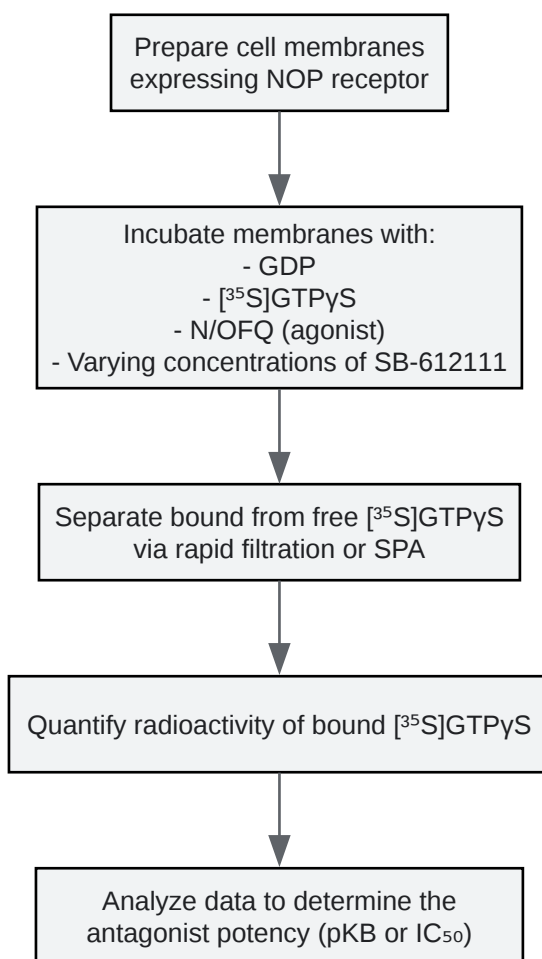 Prepare cell membranes
expressing NOP receptor
Incubate membranes with:
- GDP
- [³⁵S]GTPγS
- N/OFQ (agonist)
- Varying concentrations of SB-612111
Separate bound from free [³⁵S]GTPγS
via rapid filtration or SPA
Quantify radioactivity of bound [³⁵S]GTPγS
Analyze data to determine the
antagonist potency (pKB or IC₅₀)